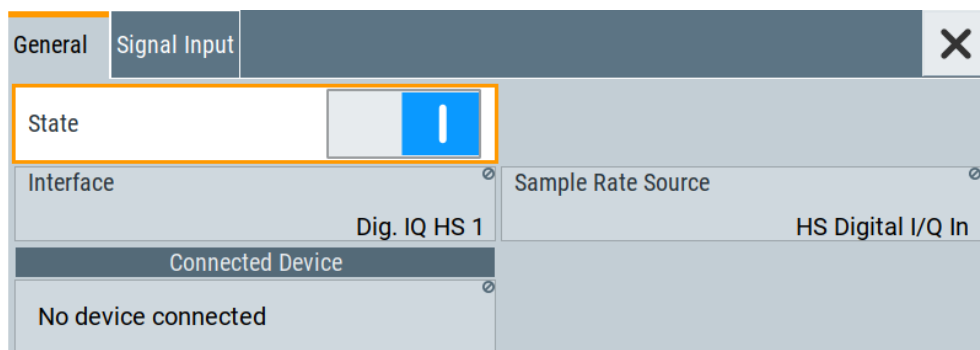 General
Signal Input
State
Interface
Dig. IQ HS 1
Sample Rate Source
HS Digital I/Q In
Connected Device
No device connected